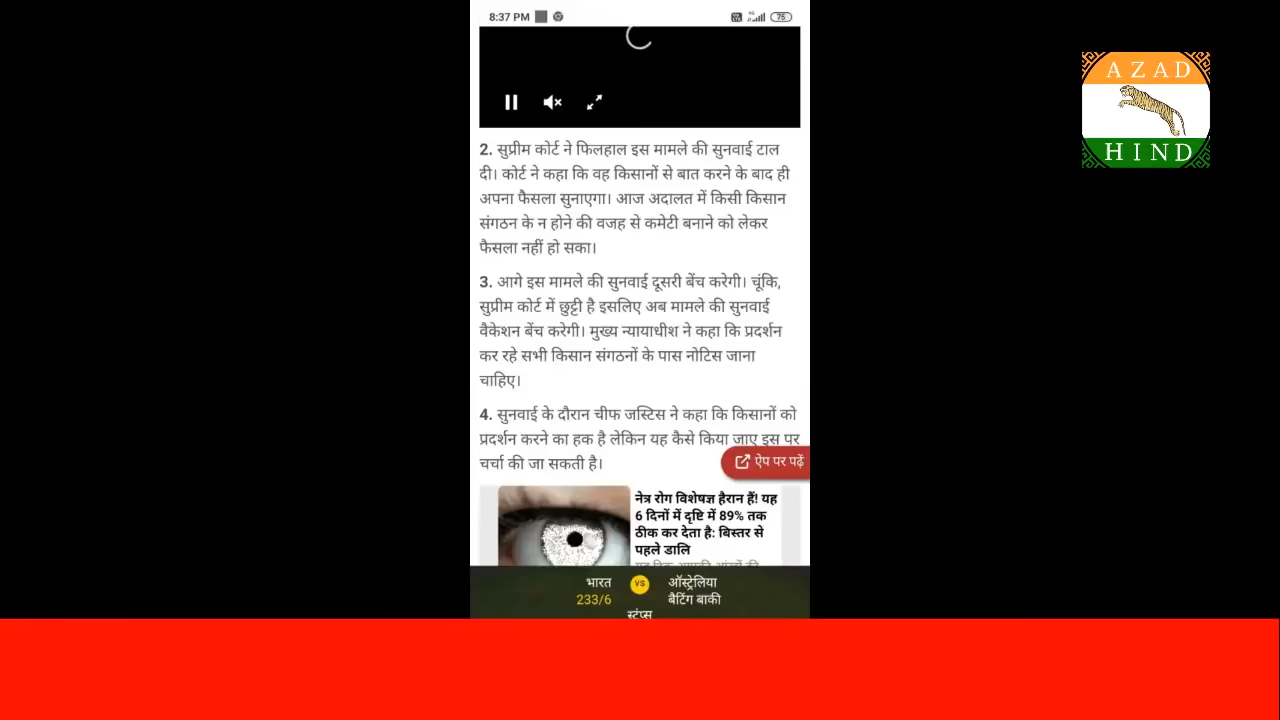 8:37 PM
75
2. सुप्रीम कोर्ट ने फिलहाल इस मामले की सुनवाई टाल
दी। कोर्ट ने कहा कि वह किसानों से बात करने के बाद ही
अपना फैसला सुनाएगा। आज अदालत में किसी किसान
संगठन के न होने की वजह से कमेटी बनाने को लेकर
फैसला नहीं हो सका।
3. आगे इस मामले की सुनवाई दूसरी बेंच करेगी। चूंकि,
सुप्रीम कोर्ट में छुट्टी है इसलिए अब मामले की सुनवाई
वैकेशन बेंच करेगी। मुख्य न्यायाधीश ने कहा कि प्रदर्शन
कर रहे सभी किसान संगठनों के पास नोटिस जाना
चाहिए।
4. सुनवाई के दौरान चीफ जस्टिस ने कहा कि किसानों को
प्रदर्शन करने का हक है लेकिन यह कैसे किया जाए इस पर
चर्चा की जा सकती है।
ऐप पर पढ़ें
नेत्र रोग विशेषज्ञ हैरान हैं! यह
6 दिनों में दृष्टि में 89% तक
ठीक कर देता है: बिस्तर से
पहले डालि
भारत VS ऑस्ट्रेलिया
233/6 बैटिंग बाकी
स्टंप्स
AZAD
HIND